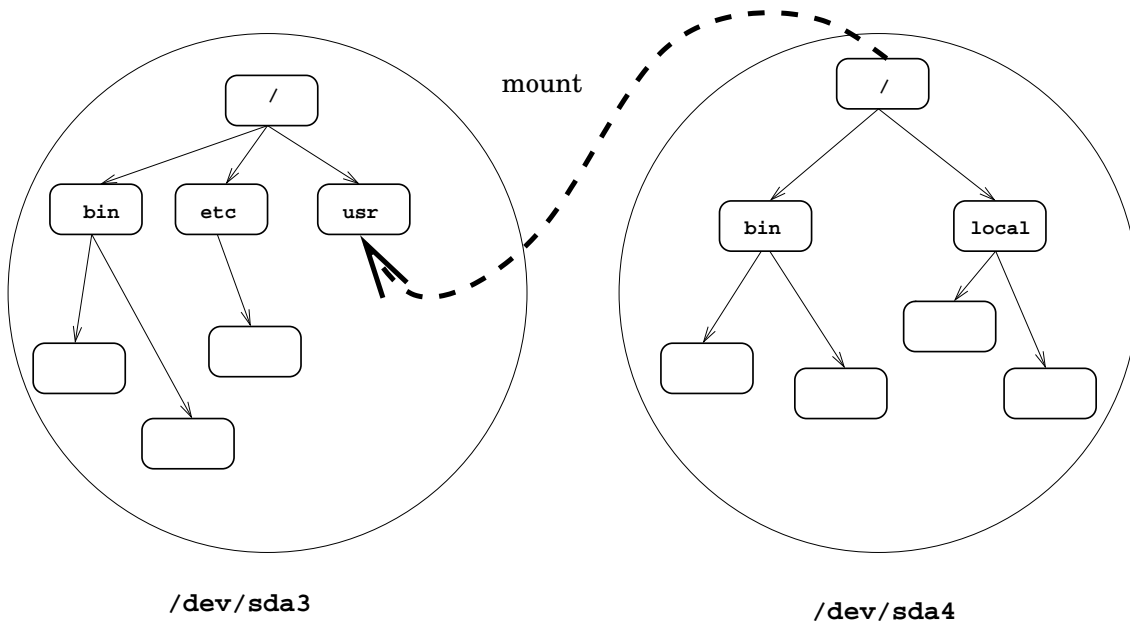 mount
/
/
bin
etc
usr
bin
local
/dev/sda3
/dev/sda4